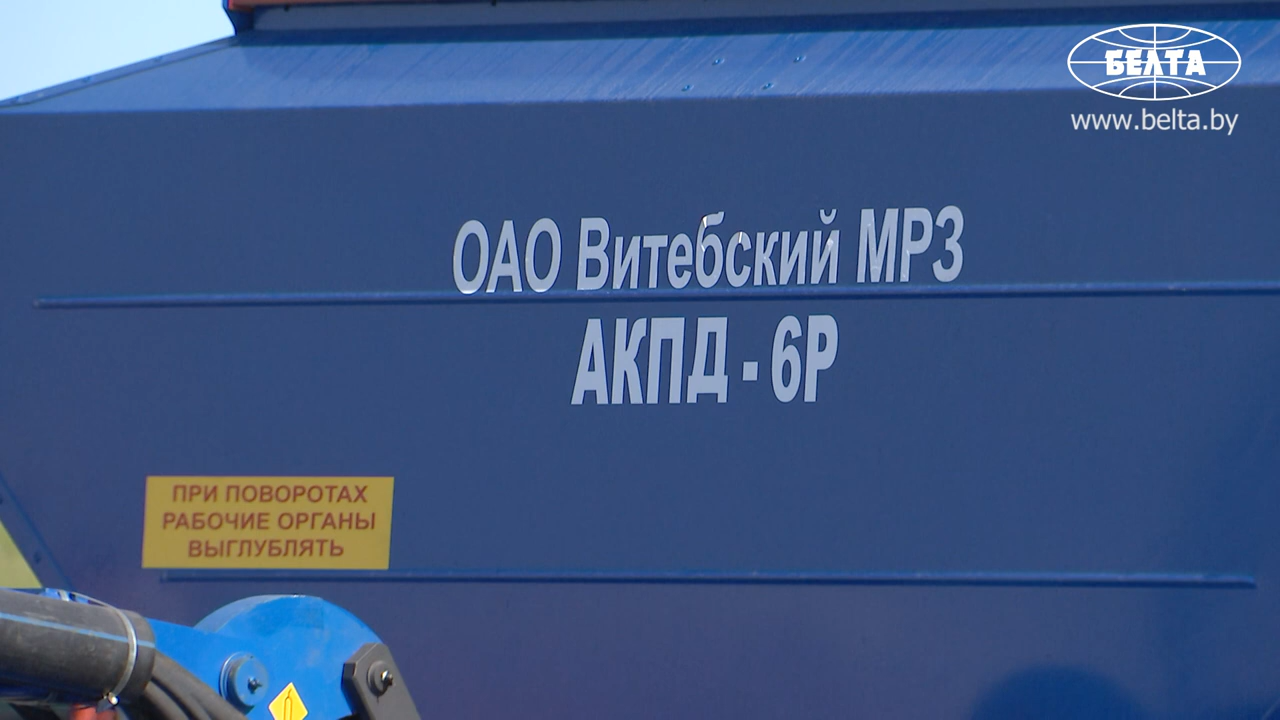 БЕЛТА
www.belta.by
ОАО Витебский МРЗ
АКПД - 6Р
ПРИ ПОВОРОТАХ
РАБОЧИЕ ОРГАНЫ
ВЫГЛУБЛЯТЬ